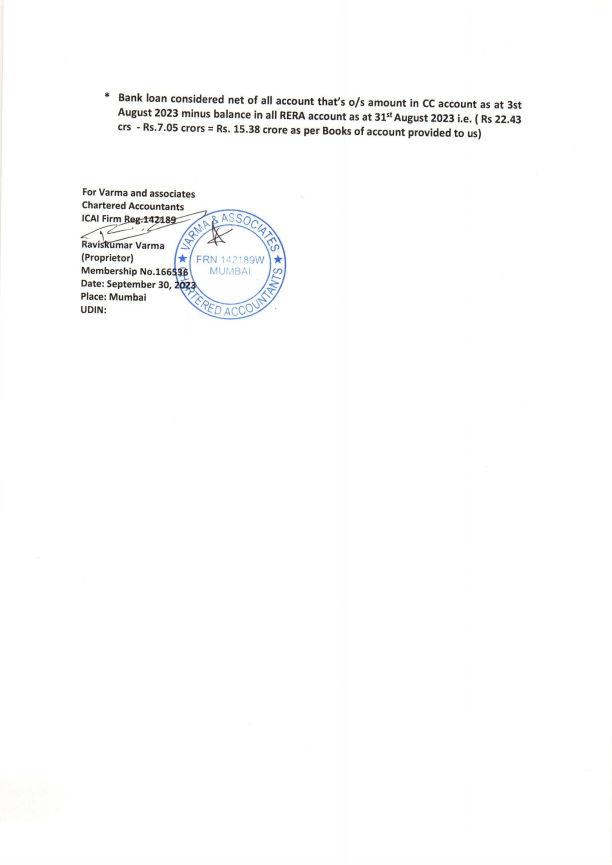 * Bank loan considered net of all account that's o/s amount in CC account as at 3st
August 2023 minus balance in all RERA account as at 31st August 2023 i.e. ( Rs 22.43
crs - Rs.7.05 crors = Rs. 15.38 crore as per Books of account provided to us)
For Varma and associates
Chartered Accountants
ICAI Firm Reg.142189
Raviskumar Varma
(Proprietor)
Membership No.166536
Date: September 30, 2023
Place: Mumbai
UDIN:
VARMA & ASSOCIATES
FRN 142189W
MUMBAI
CHARTERED ACCOUNTANTS